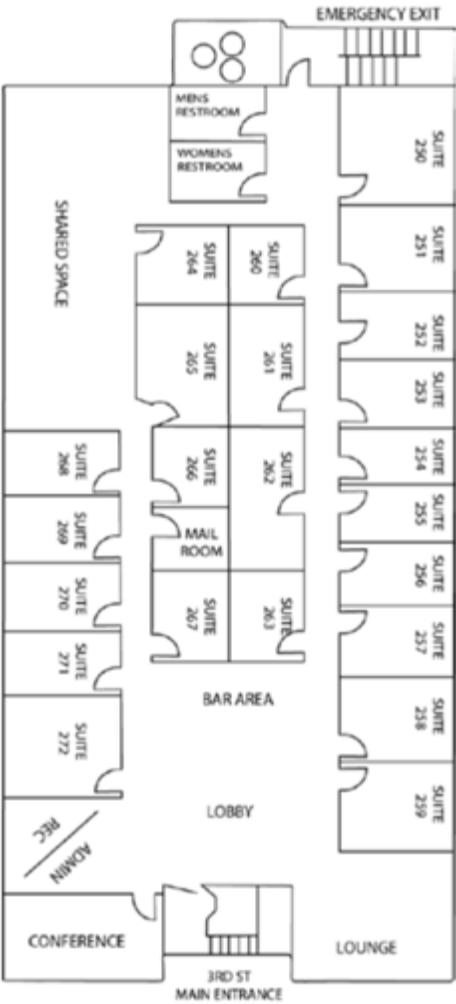 EMERGENCY EXIT
MENS
RESTROOM
WOMENS
RESTROOM
SHARED SPACE
SUITE
250
SUITE
251
SUITE
252
SUITE
253
SUITE
254
SUITE
255
SUITE
256
SUITE
257
SUITE
258
SUITE
259
SUITE
264
SUITE
260
SUITE
265
SUITE
261
SUITE
266
SUITE
262
MAIL
ROOM
SUITE
267
SUITE
263
SUITE
268
SUITE
269
SUITE
270
SUITE
271
SUITE
272
BAR AREA
LOBBY
REC
ADMIN
CONFERENCE
LOUNGE
3RD ST
MAIN ENTRANCE